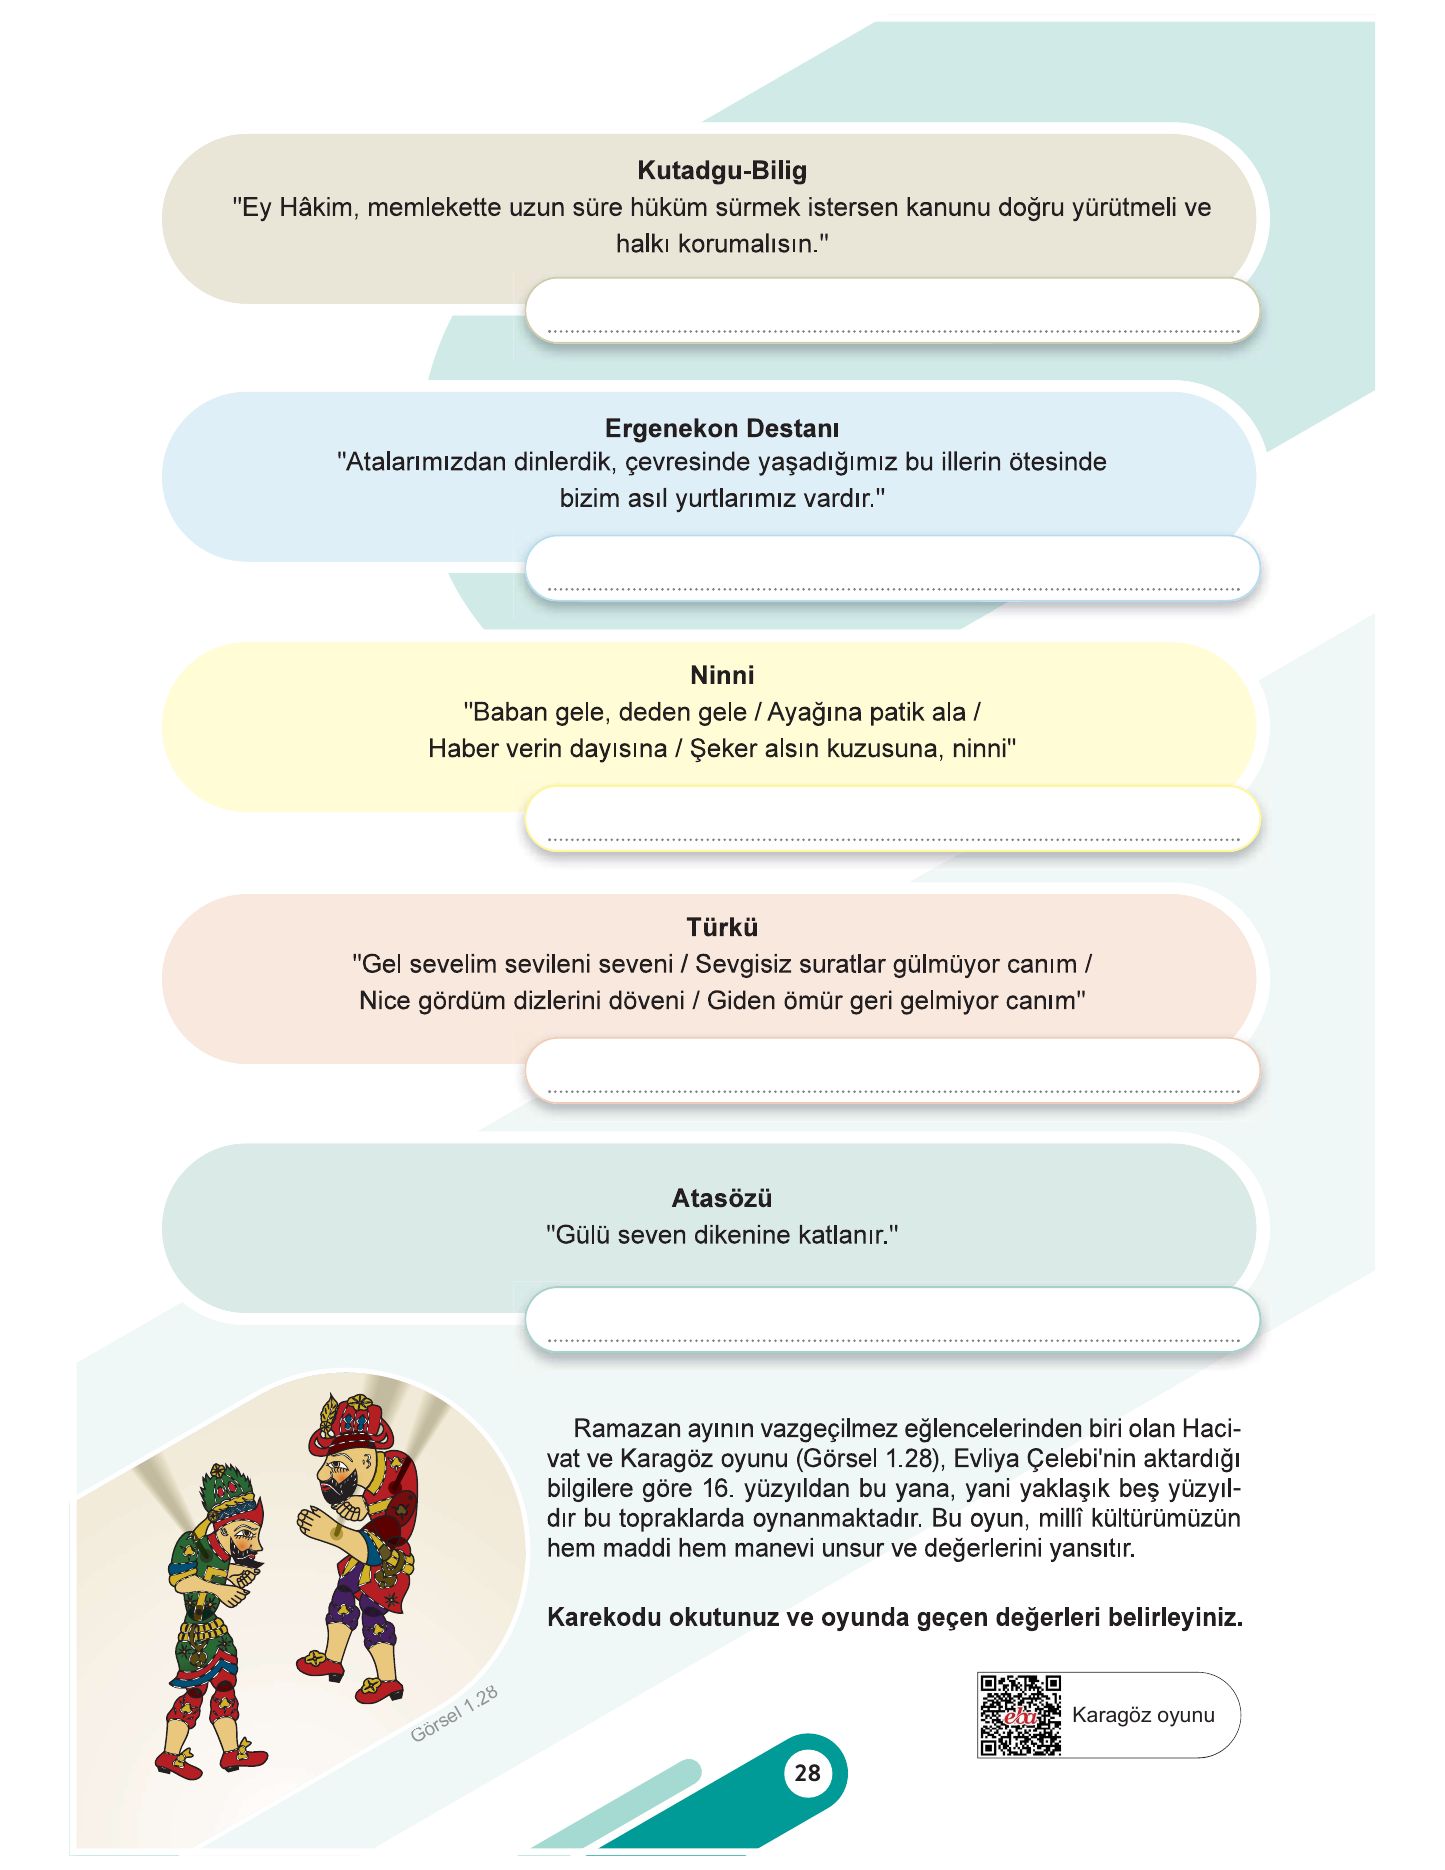 Kutadgu-Bilig
"Ey Hâkim, memlekette uzun süre hüküm sürmek istersen kanunu doğru yürütmeli ve
halkı korumalısın."
Ergenekon Destanı
"Atalarımızdan dinlerdik, çevresinde yaşadığımız bu illerin ötesinde
bizim asıl yurtlarımız vardır."
Ninni
"Baban gele, deden gele / Ayağına patik ala /
Haber verin dayısına / Şeker alsın kuzusuna, ninni"
Türkü
"Gel sevelim sevileni seveni / Sevgisiz suratlar gülmüyor canım /
Nice gördüm dizlerini döveni / Giden ömür geri gelmiyor canım"
Atasözü
"Gülü seven dikenine katlanır."
Ramazan ayının vazgeçilmez eğlencelerinden biri olan Haci-
vat ve Karagöz oyunu (Görsel 1.28), Evliya Çelebi'nin aktardığı
bilgilere göre 16. yüzyıldan bu yana, yani yaklaşık beş yüzyıl-
dır bu topraklarda oynanmaktadır. Bu oyun, millî kültürümüzün
hem maddi hem manevi unsur ve değerlerini yansıtır.
Karekodu okutunuz ve oyunda geçen değerleri belirleyiniz.
Görsel 1.28
eba
Karagöz oyunu
28